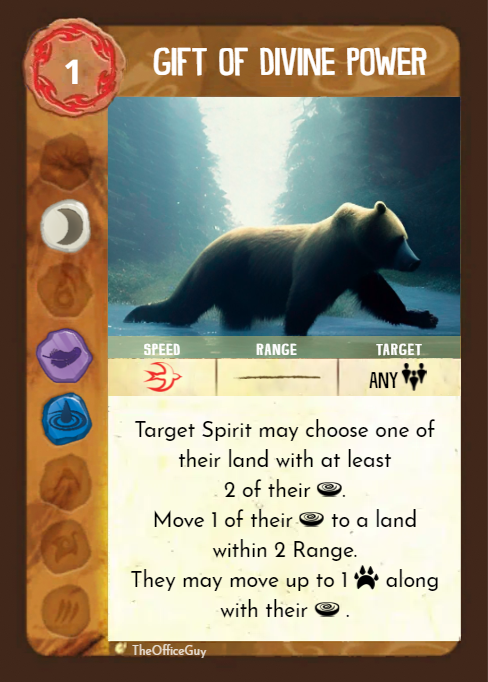 1
GIFT OF DIVINE POWER
SPEED RANGE TARGET
ANY
Target Spirit may choose one of
their land with at least
2 of their .
Move 1 of their to a land
within 2 Range.
They may move up to 1 along
with their .
TheOfficeGuy